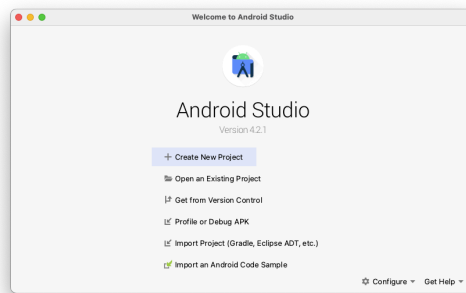 Welcome to Android Studio
Android Studio
Version 4.2.1
Create New Project
Open an Existing Project
Get from Version Control
Profile or Debug APK
Import Project (Gradle, Eclipse ADT, etc.)
Import an Android Code Sample
Configure Get Help